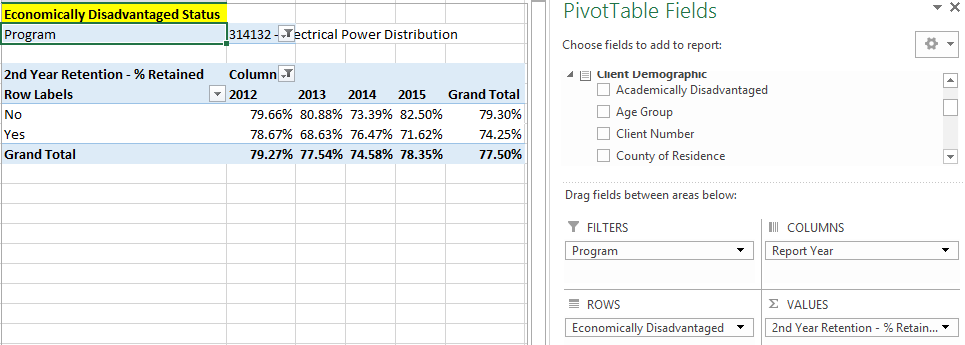 Economically Disadvantaged Status
Program 314132 - Electrical Power Distribution
2nd Year Retention - % Retained Column
Row Labels 2012 2013 2014 2015 Grand Total
No 79.66% 80.88% 73.39% 82.50% 79.30%
Yes 78.67% 68.63% 76.47% 71.62% 74.25%
Grand Total 79.27% 77.54% 74.58% 78.35% 77.50%
PivotTable Fields
Choose fields to add to report:
Client Demographic
Academically Disadvantaged
Age Group
Client Number
County of Residence
Drag fields between areas below:
FILTERS
Program
COLUMNS
Report Year
ROWS
Economically Disadvantaged
Σ VALUES
2nd Year Retention - % Retain...